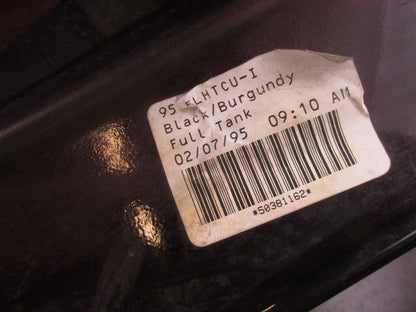 95 FLHTCU-I
Black/Burgundy
Full Tank
02/07/95 09:10 AM
*50381162*